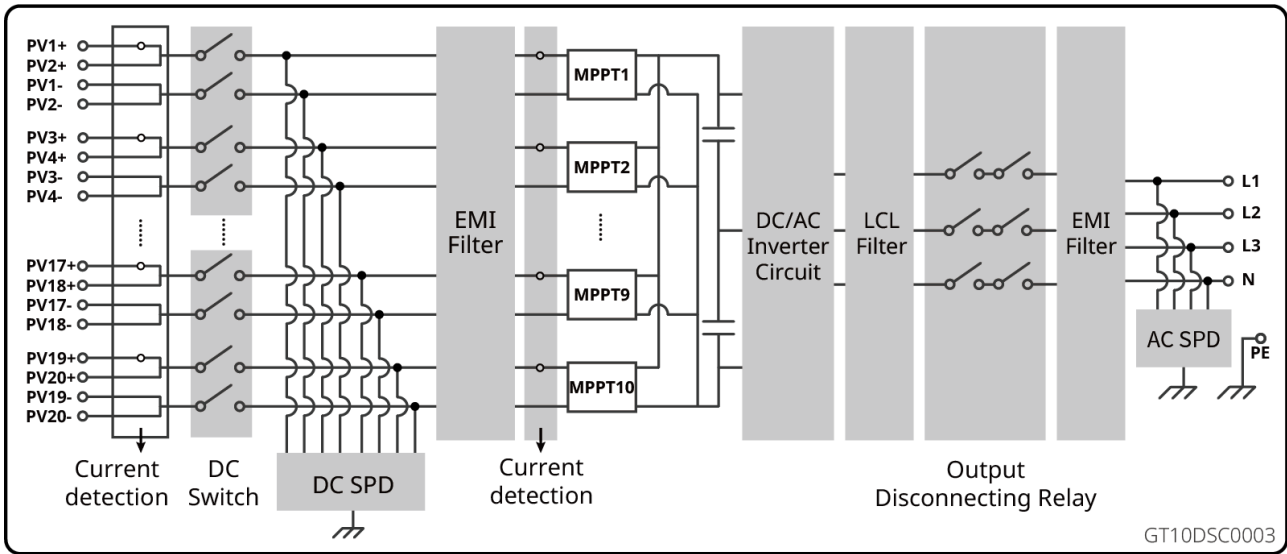 PV1+
PV2+
PV1-
PV2-
PV3+
PV4+
PV3-
PV4-
PV17+
PV18+
PV17-
PV18-
PV19+
PV20+
PV19-
PV20-
Current
detection
DC
Switch
DC SPD
EMI
Filter
Current
detection
MPPT1
MPPT2
MPPT9
MPPT10
DC/AC
Inverter
Circuit
LCL
Filter
Output
Disconnecting Relay
EMI
Filter
L1
L2
L3
N
AC SPD
PE
GT10DSC0003